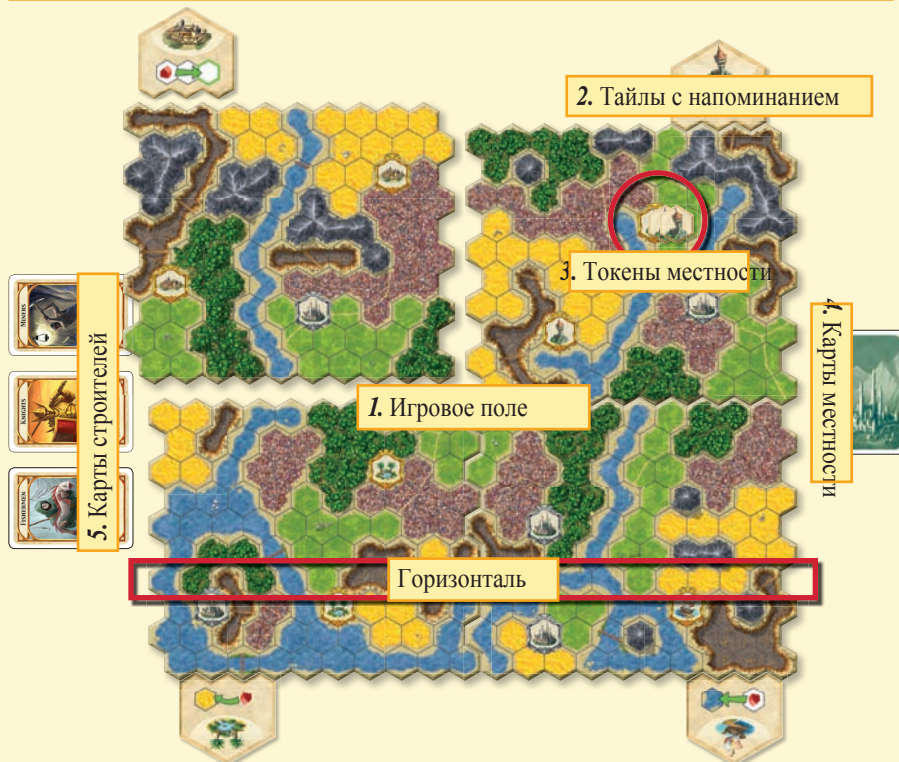 2. Тайлы с напоминанием
3. Токены местности
MINERS
KNIGHTS
FISHERMEN
5. Карты строителей
4. Карты местности
1. Игровое поле
Горизонталь